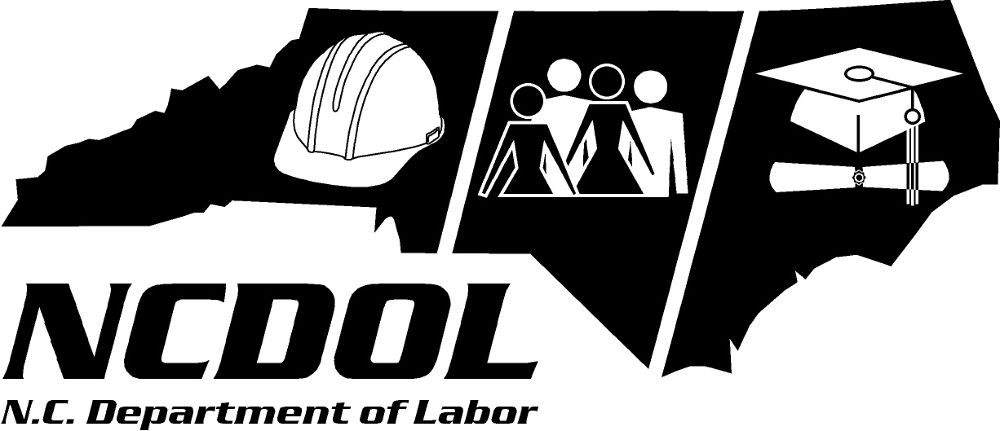 NCDOL
N.C. Department of Labor